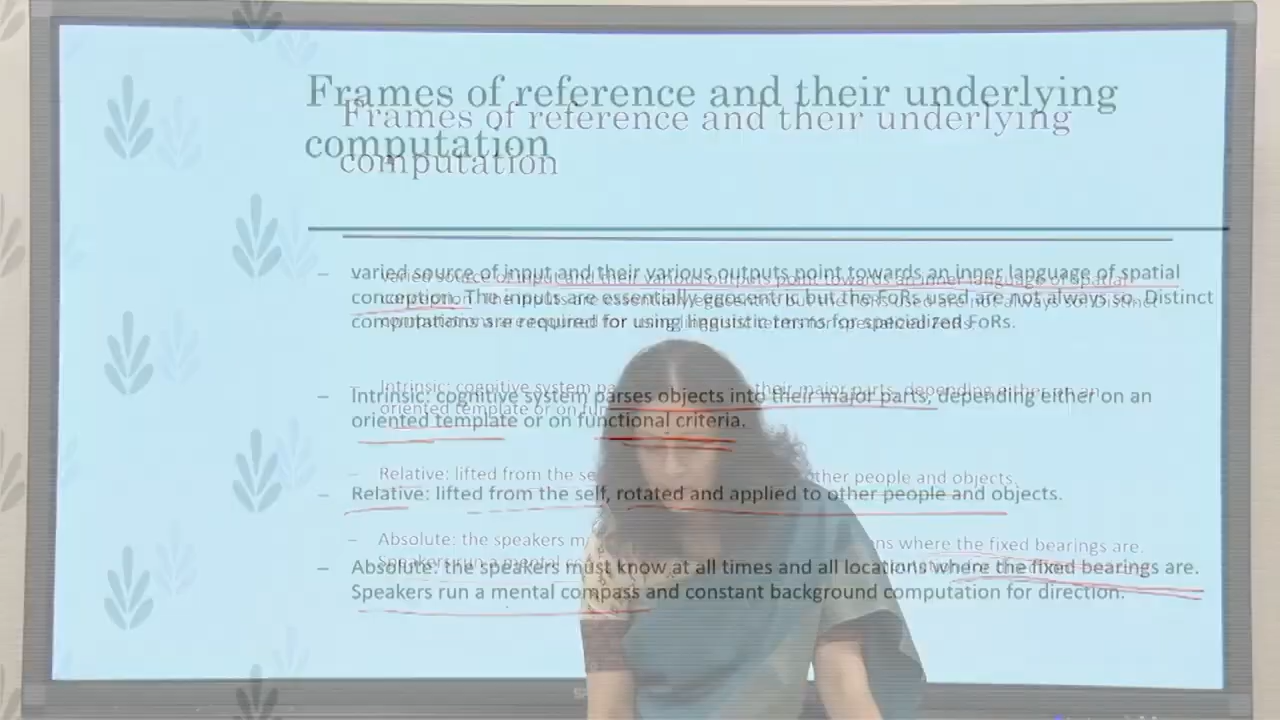 Frames of reference and their underlying
computation
– varied source of input and their various outputs point towards an inner language of spatial
conception. The inputs are essentially egocentric but the FoRs used are not always so. Distinct
computations are required for using linguistic terms for specialized FoRs.
– Intrinsic: cognitive system parses objects into their major parts, depending either on an
oriented template or on functional criteria.
– Relative: lifted from the self, rotated and applied to other people and objects.
– Absolute: the speakers must know at all times and all locations where the fixed bearings are.
Speakers run a mental compass and constant background computation for direction.